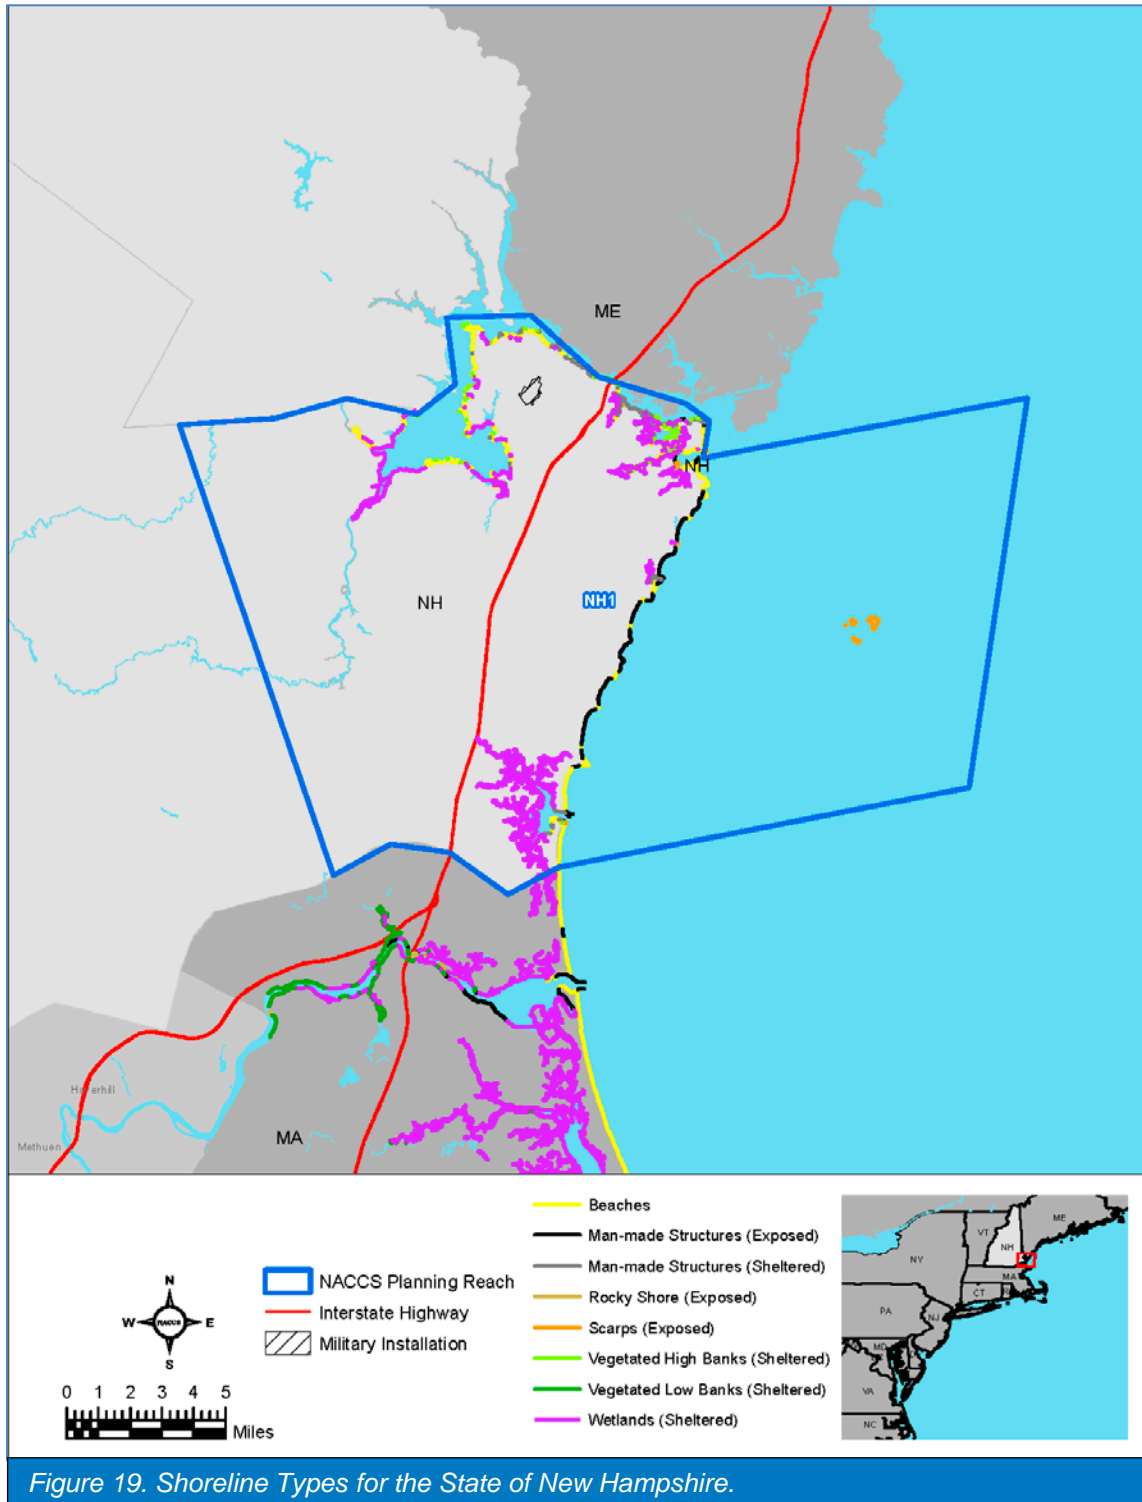 ME
NH
NH
NH1
Haverhill
Methuen
MA
NACCS Planning Reach
Interstate Highway
Military Installation
N
W NACCS E
S
0 1 2 3 4 5
Miles
Beaches
Man-made Structures (Exposed)
Man-made Structures (Sheltered)
Rocky Shore (Exposed)
Scarps (Exposed)
Vegetated High Banks (Sheltered)
Vegetated Low Banks (Sheltered)
Wetlands (Sheltered)
ME
VT
NH
NY
MA
CT
PA
NJ
MD
VA
NC
Figure 19. Shoreline Types for the State of New Hampshire.